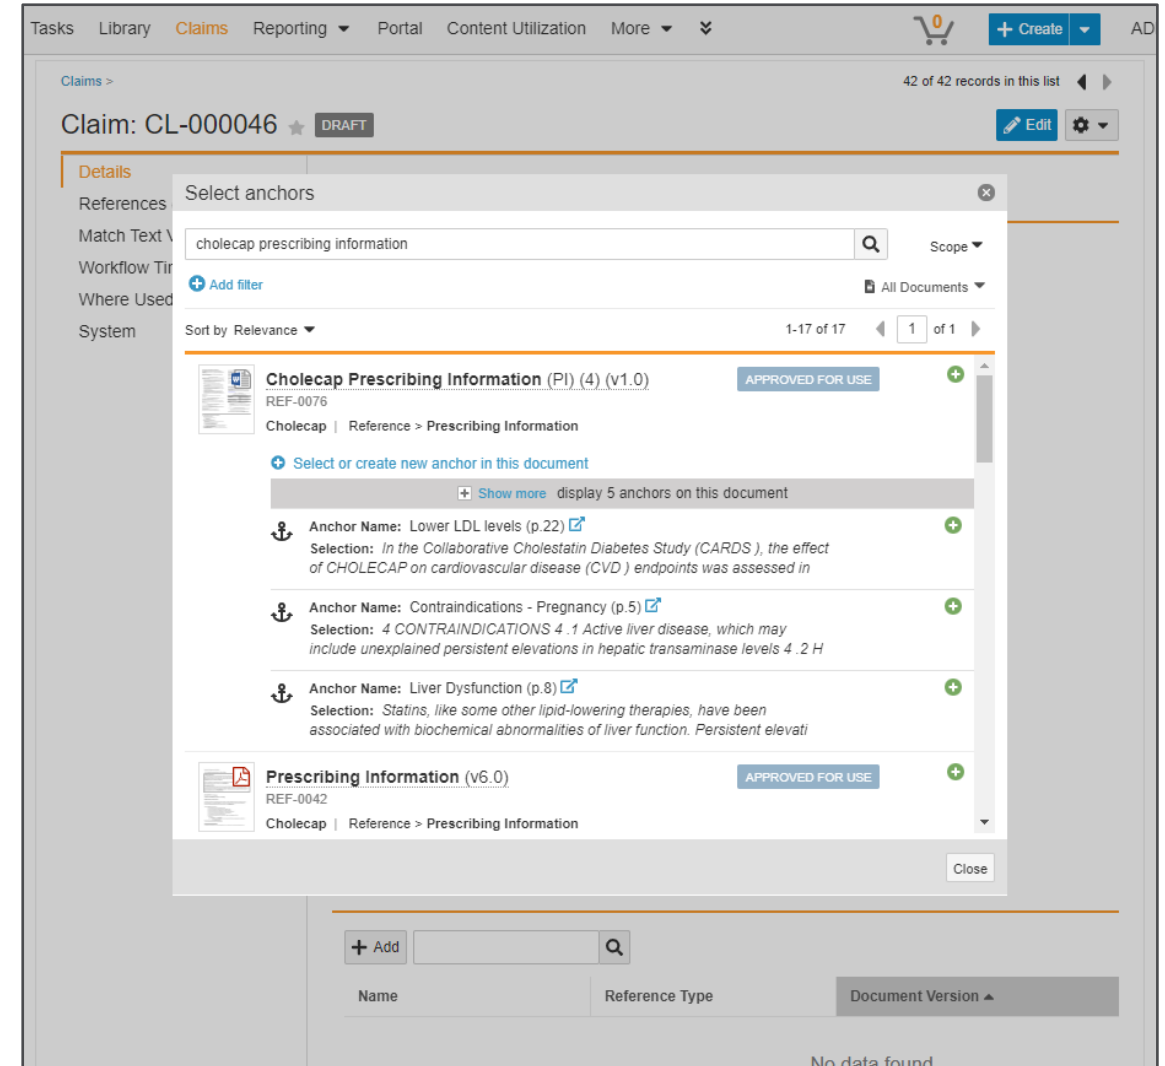 Tasks Library Claims Reporting Portal Content Utilization More 0 + Create AD
Claims > 42 of 42 records in this list
Claim: CL-000046 DRAFT Edit
Details
References
Match Text
Workflow
Where Used
System
Select anchors
cholecap prescribing information Scope
Add filter All Documents
Sort by Relevance 1-17 of 17 1 of 1
Cholecap Prescribing Information (PI) (4) (v1.0) APPROVED FOR USE
REF-0076
Cholecap | Reference > Prescribing Information
Select or create new anchor in this document
Show more display 5 anchors on this document
Anchor Name: Lower LDL levels (p.22)
Selection: In the Collaborative Cholestatin Diabetes Study (CARDS ), the effect
of CHOLECAP on cardiovascular disease (CVD ) endpoints was assessed in
Anchor Name: Contraindications - Pregnancy (p.5)
Selection: 4 CONTRAINDICATIONS 4 .1 Active liver disease, which may
include unexplained persistent elevations in hepatic transaminase levels 4 .2 H
Anchor Name: Liver Dysfunction (p.8)
Selection: Statins, like some other lipid-lowering therapies, have been
associated with biochemical abnormalities of liver function. Persistent elevati
Prescribing Information (v6.0) APPROVED FOR USE
REF-0042
Cholecap | Reference > Prescribing Information
Close
+ Add
Name Reference Type Document Version
No data found